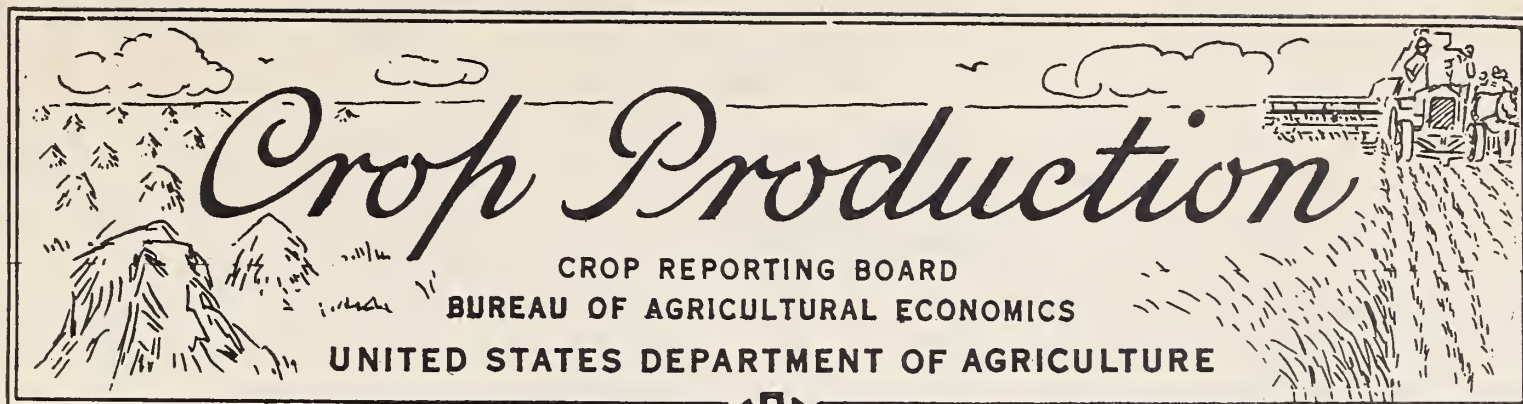 Crop Production
CROP REPORTING BOARD
BUREAU OF AGRICULTURAL ECONOMICS
UNITED STATES DEPARTMENT OF AGRICULTURE